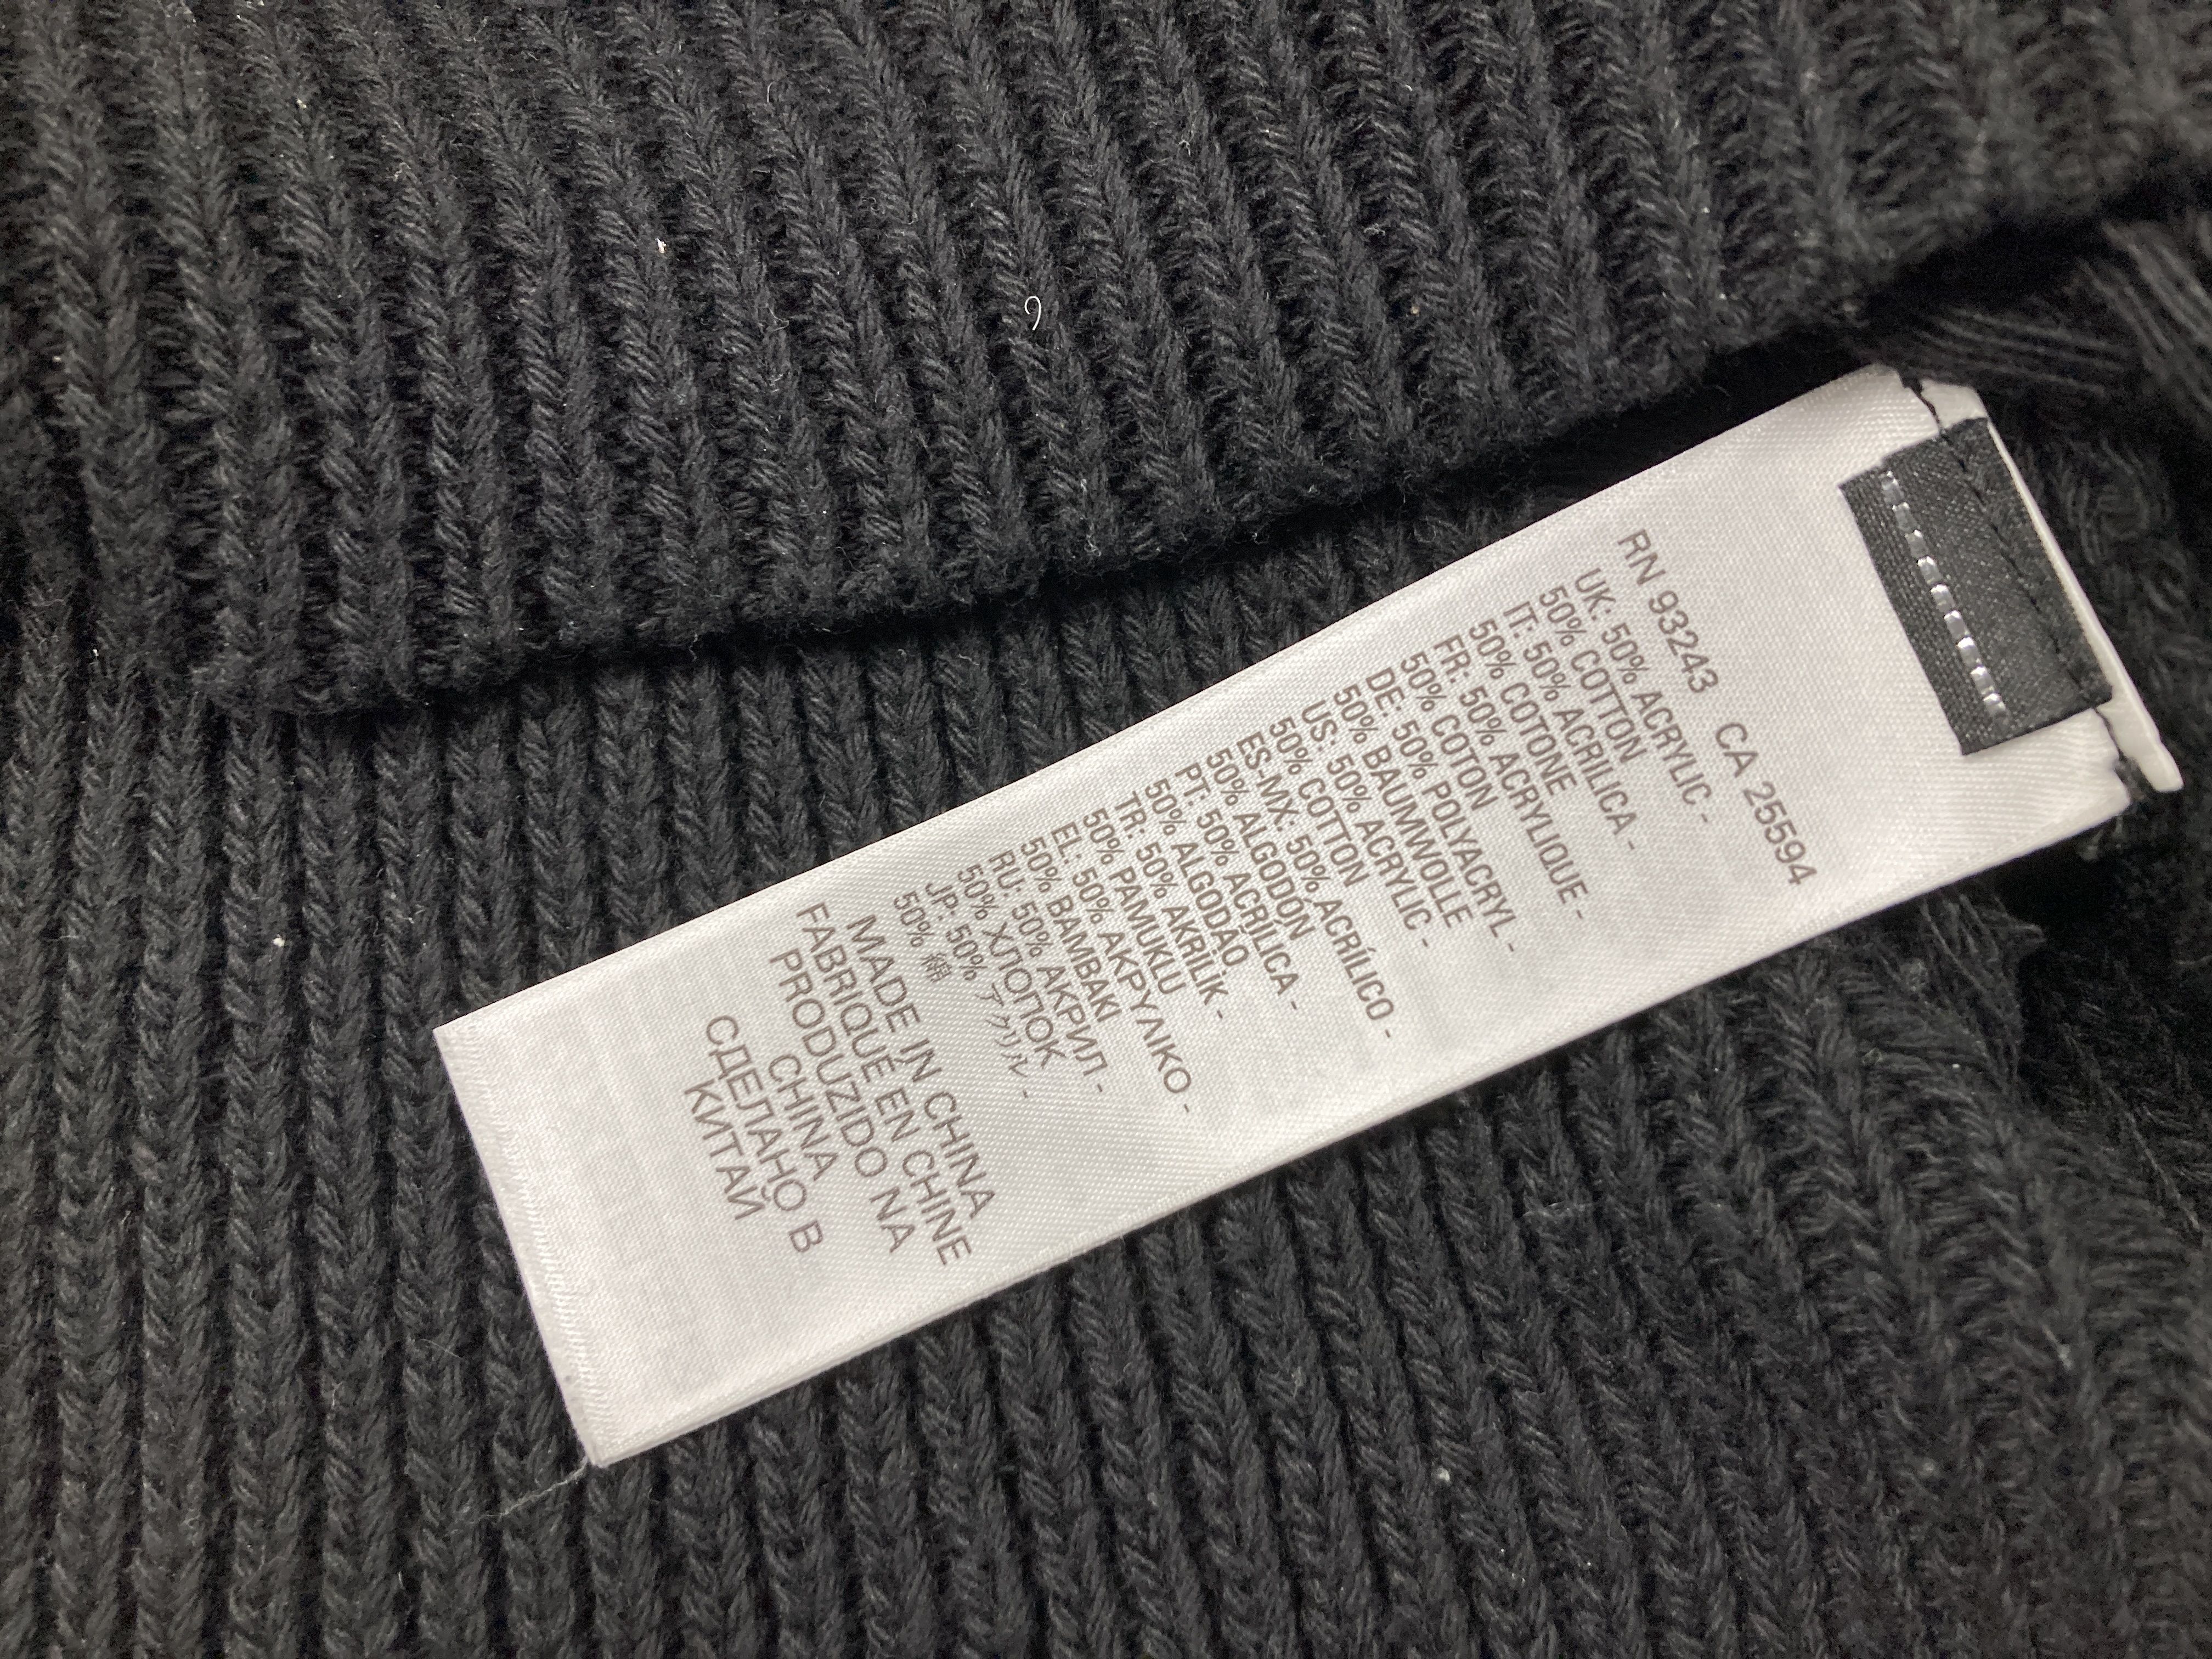 RN 93243 CA 25594
UK: 50% ACRYLIC -
50% COTTON
IT: 50% ACRILICA -
50% COTONE
FR: 50% ACRYLIQUE -
50% COTON
DE: 50% POLYACRYL -
50% BAUMWOLLE
US: 50% ACRYLIC -
50% COTTON
ES-MX: 50% ACRÍLICO -
50% ALGODÓN
PT: 50% ACRÍLICA -
50% ALGODÃO
TR: 50% AKRİLİK -
50% PAMUKLU
EL: 50% ΑΚΡΥΛΙΚΟ -
50% ΒΑΜΒΑΚΙ
RU: 50% АКРИЛ -
50% ХЛОПОК
JP: 50% アクリル -
50% 綿
MADE IN CHINA
FABRIQUÉ EN CHINE
PRODUZIDO NA
CHINA
СДЕЛАНО В
КИТАЙ